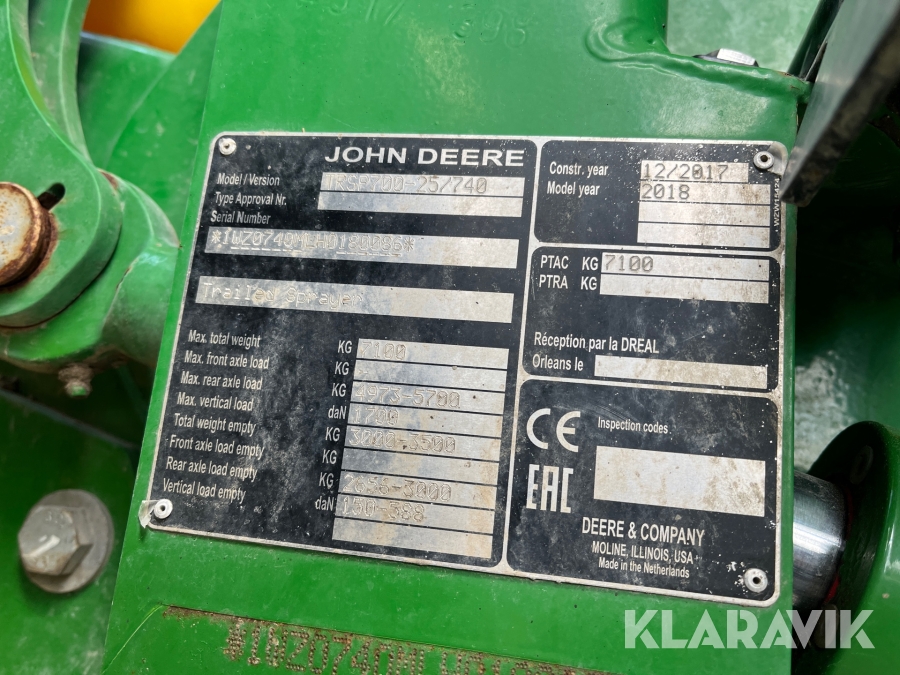 JOHN DEERE
Model / Version
Type Approval Nr.
Serial Number
Trailed Sprayer
Max. total weight KG 7100
Max. front axle load KG -
Max. rear axle load KG
Max. vertical load daN 1700
Total weight empty KG 3000-3500
Front axle load empty KG
Rear axle load empty KG
Vertical load empty daN
Constr. year 12/2017
Model year 2018
W2W15424
PTAC KG 7100
PTRA KG
Réception par la DREAL
Orleans le
CE
EAC
Inspection codes
DEERE & COMPANY
MOLINE, ILLINOIS, USA
Made in the Netherlands
KLARAVIK